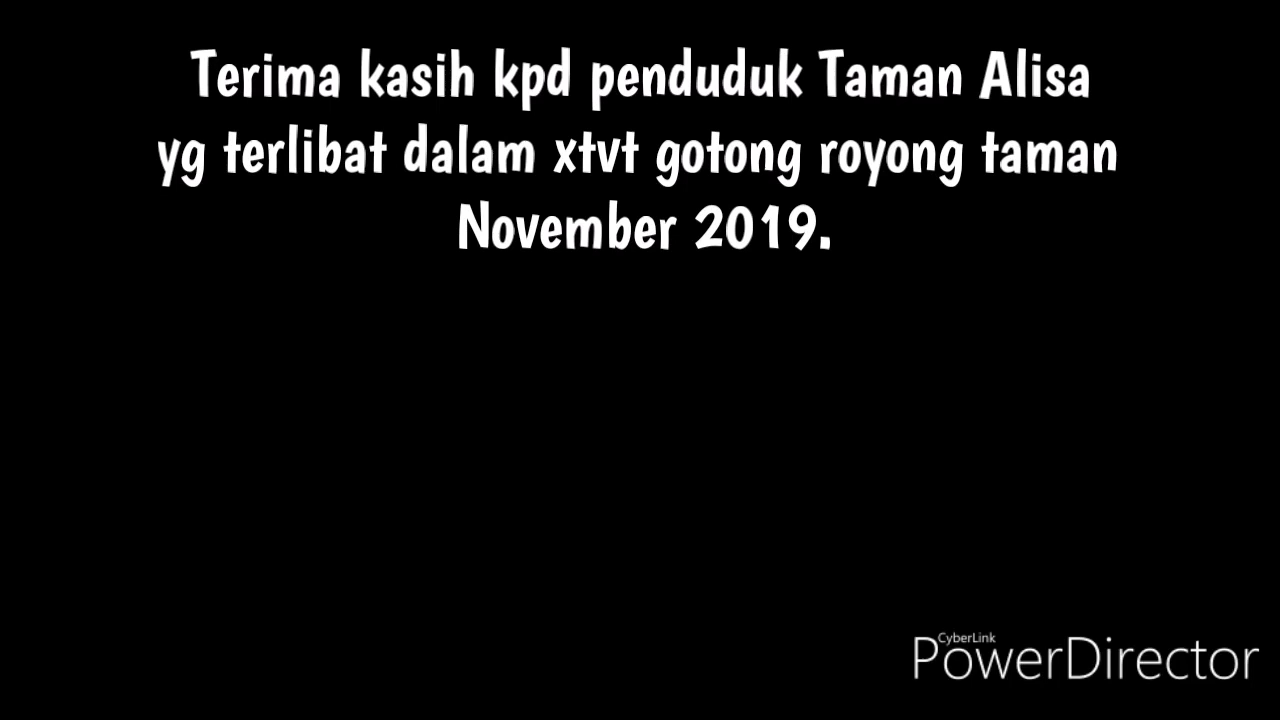 Terima kasih kpd penduduk Taman Alisa
yg terlibat dalam xtvt gotong royong taman
November 2019.
CyberLink
PowerDirector